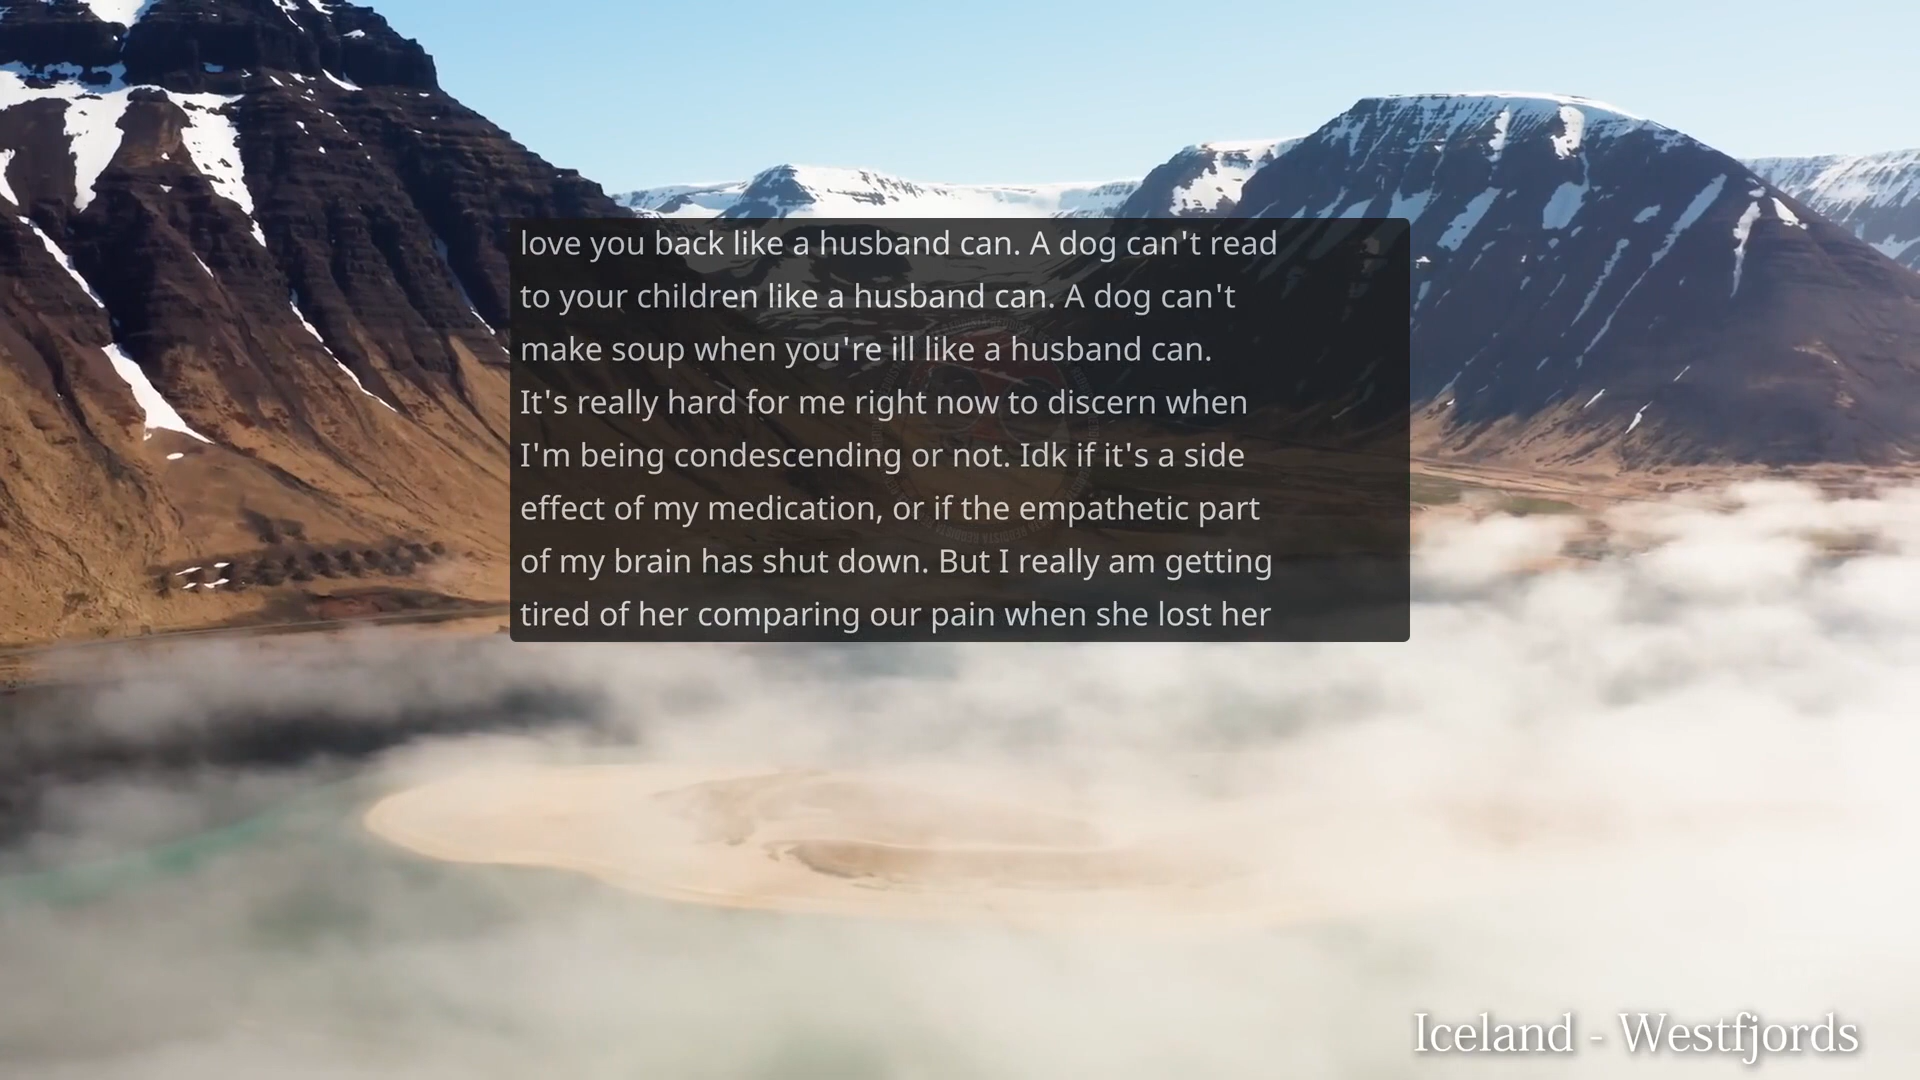 love you back like a husband can. A dog can't read
to your children like a husband can. A dog can't
make soup when you're ill like a husband can.
It's really hard for me right now to discern when
I'm being condescending or not. Idk if it's a side
effect of my medication, or if the empathetic part
of my brain has shut down. But I really am getting
tired of her comparing our pain when she lost her
Iceland - Westfjords